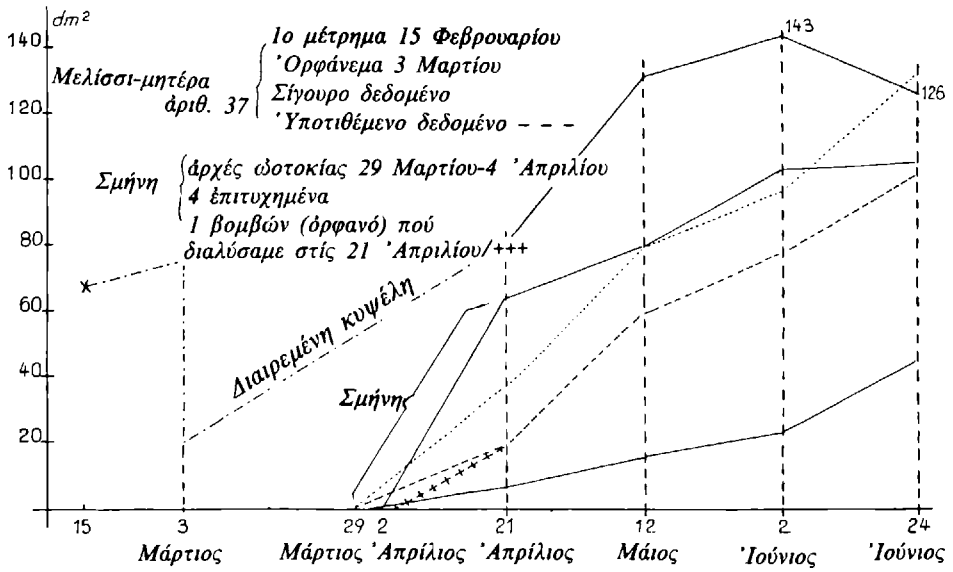 dm²
140
120
100
80
60
40
20
Μελίσσι-μητέρα
ἀριθ. 37
1ο μέτρημα 15 Φεβρουαρίου
Ὀρφάνεμα 3 Μαρτίου
Σίγουρο δεδομένο
Ὑποτιθέμενο δεδομένο - - -
Σμήνη
ἀρχές ὠοτοκίας 29 Μαρτίου-4 Ἀπριλίου
4 ἐπιτυχημένα
1 βομβών (ὀρφανό) πού
διαλύσαμε στίς 21 Ἀπριλίου/+++
Διαιρεμένη κυψέλη
Σμήνης
143
126
15 3 29 2 21 12 2 24
Μάρτιος Μάρτιος Ἀπρίλιος Ἀπρίλιος Μάιος Ἰούνιος Ἰούνιος